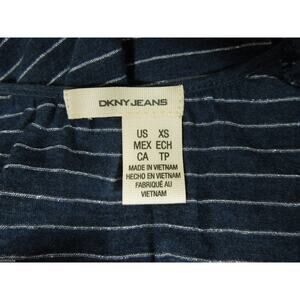 DKNY JEANS
US XS
MEX ECH
CA TP
MADE IN VIETNAM
HECHO EN VIETNAM
FABRIQUÉ AU
VIETNAM